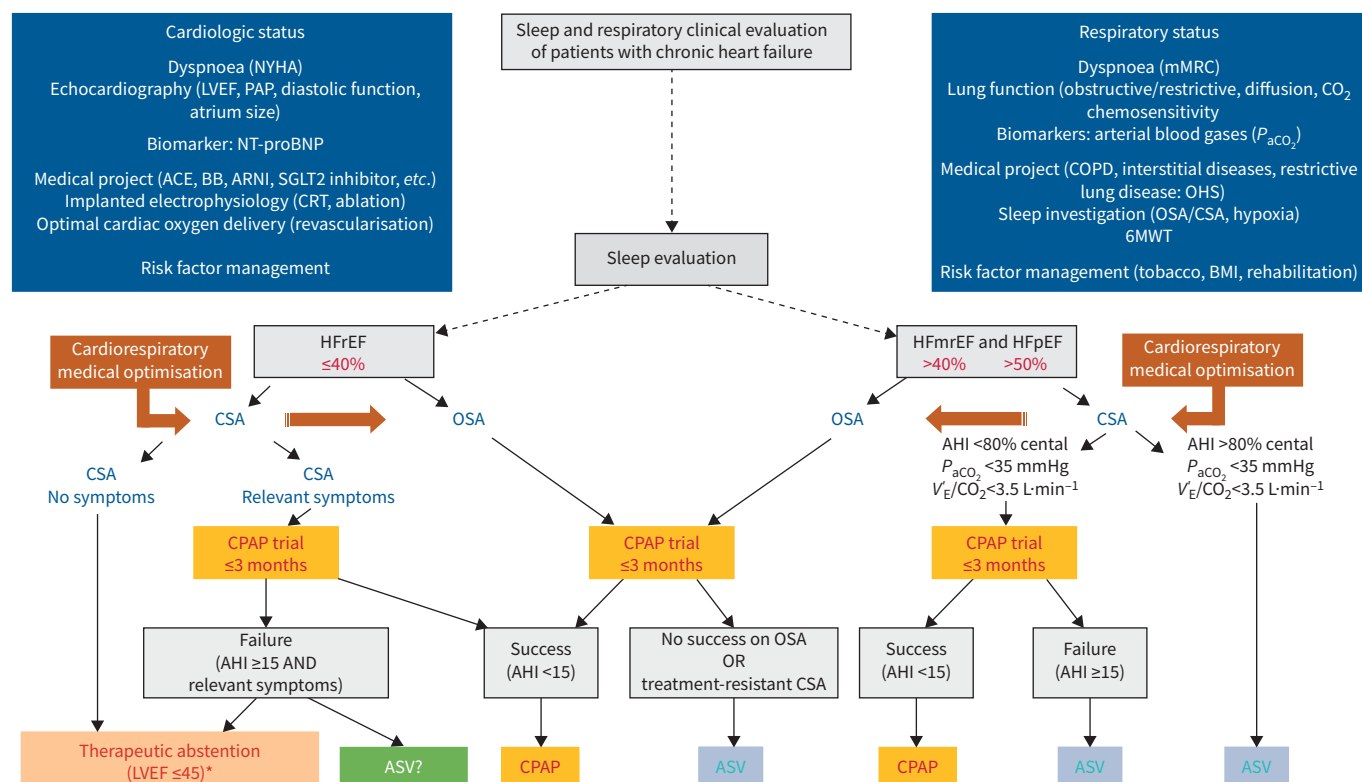 Cardiologic status
Dyspnoea (NYHA)
Echocardiography (LVEF, PAP, diastolic function,
atrium size)
Biomarker: NT-proBNP
Medical project (ACE, BB, ARNI, SGLT2 inhibitor, etc.)
Implanted electrophysiology (CRT, ablation)
Optimal cardiac oxygen delivery (revascularisation)
Risk factor management
Sleep and respiratory clinical evaluation
of patients with chronic heart failure
Respiratory status
Dyspnoea (mMRC)
Lung function (obstructive/restrictive, diffusion, CO₂
chemosensitivity
Biomarkers: arterial blood gases (PaCO₂)
Medical project (COPD, interstitial diseases, restrictive
lung disease: OHS)
Sleep investigation (OSA/CSA, hypoxia)
6MWT
Risk factor management (tobacco, BMI, rehabilitation)
Sleep evaluation
Cardiorespiratory
medical optimisation
HFrEF
≤40%
HFmrEF and HFpEF
>40% >50%
Cardiorespiratory
medical optimisation
CSA
OSA
OSA
CSA
CSA
No symptoms
CSA
Relevant symptoms
AHI <80% cental
PaCO₂ <35 mmHg
V′E/CO₂<3.5 L·min⁻¹
AHI >80% central
PaCO₂ <35 mmHg
V′E/CO₂<3.5 L·min⁻¹
CPAP trial
≤3 months
CPAP trial
≤3 months
CPAP trial
≤3 months
Failure
(AHI ≥15 AND
relevant symptoms)
Success
(AHI <15)
No success on OSA
OR
treatment-resistant CSA
Success
(AHI <15)
Failure
(AHI ≥15)
Therapeutic abstention
(LVEF ≤45)*
ASV?
CPAP
ASV
CPAP
ASV
ASV